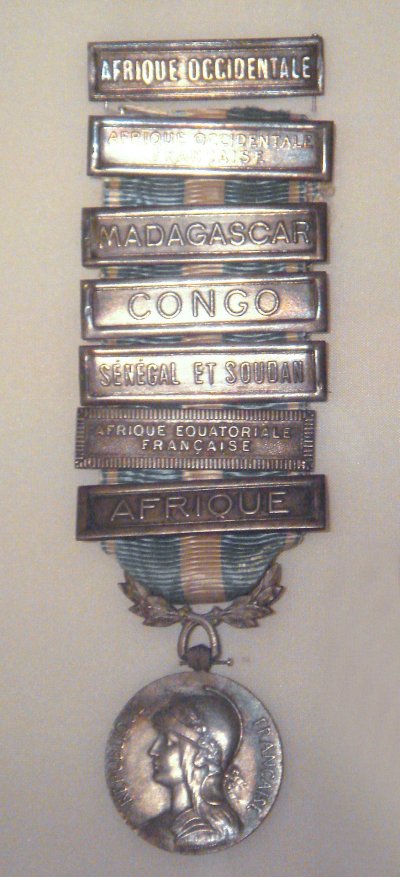 AFRIQUE OCCIDENTALE
AFRIQUE OCCIDENTALE
FRANÇAISE
MADAGASCAR
CONGO
SÉNÉGAL ET SOUDAN
AFRIQUE EQUATORIALE
FRANÇAISE
AFRIQUE
RÉPUBLIQUE FRANÇAISE